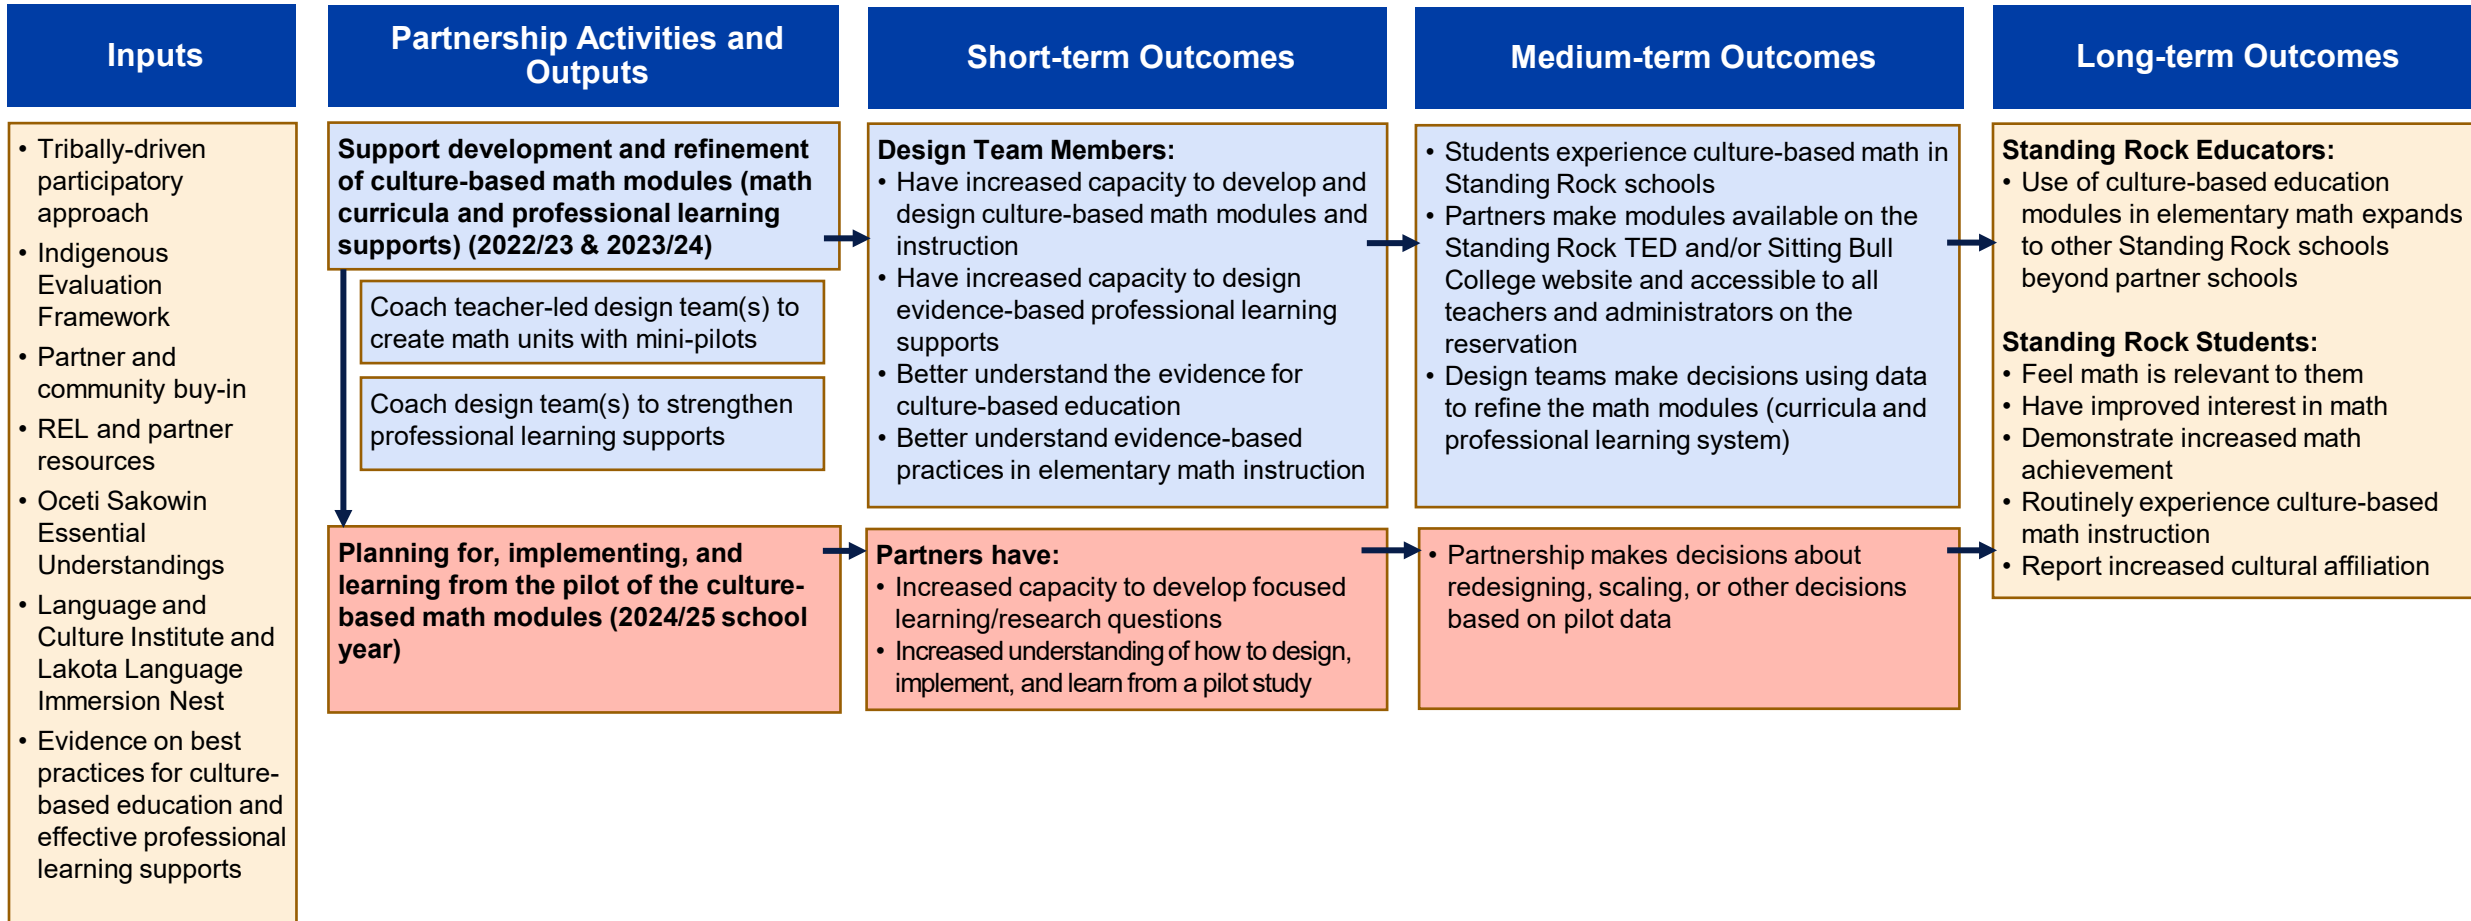 Inputs
• Tribally-driven
participatory
approach
• Indigenous
Evaluation
Framework
• Partner and
community buy-in
• REL and partner
resources
• Oceti Sakowin
Essential
Understandings
• Language and
Culture Institute and
Lakota Language
Immersion Nest
• Evidence on best
practices for culture-
based education and
effective professional
learning supports
Partnership Activities and
Outputs
Support development and refinement
of culture-based math modules (math
curricula and professional learning
supports) (2022/23 & 2023/24)
Coach teacher-led design team(s) to
create math units with mini-pilots
Coach design team(s) to strengthen
professional learning supports
Planning for, implementing, and
learning from the pilot of the culture-
based math modules (2024/25 school
year)
Short-term Outcomes
Design Team Members:
• Have increased capacity to develop and
design culture-based math modules and
instruction
• Have increased capacity to design
evidence-based professional learning
supports
• Better understand the evidence for
culture-based education
• Better understand evidence-based
practices in elementary math instruction
Partners have:
• Increased capacity to develop focused
learning/research questions
• Increased understanding of how to design,
implement, and learn from a pilot study
Medium-term Outcomes
• Students experience culture-based math in
Standing Rock schools
• Partners make modules available on the
Standing Rock TED and/or Sitting Bull
College website and accessible to all
teachers and administrators on the
reservation
• Design teams make decisions using data
to refine the math modules (curricula and
professional learning system)
• Partnership makes decisions about
redesigning, scaling, or other decisions
based on pilot data
Long-term Outcomes
Standing Rock Educators:
• Use of culture-based education
modules in elementary math expands
to other Standing Rock schools
beyond partner schools
Standing Rock Students:
• Feel math is relevant to them
• Have improved interest in math
• Demonstrate increased math
achievement
• Routinely experience culture-based
math instruction
• Report increased cultural affiliation